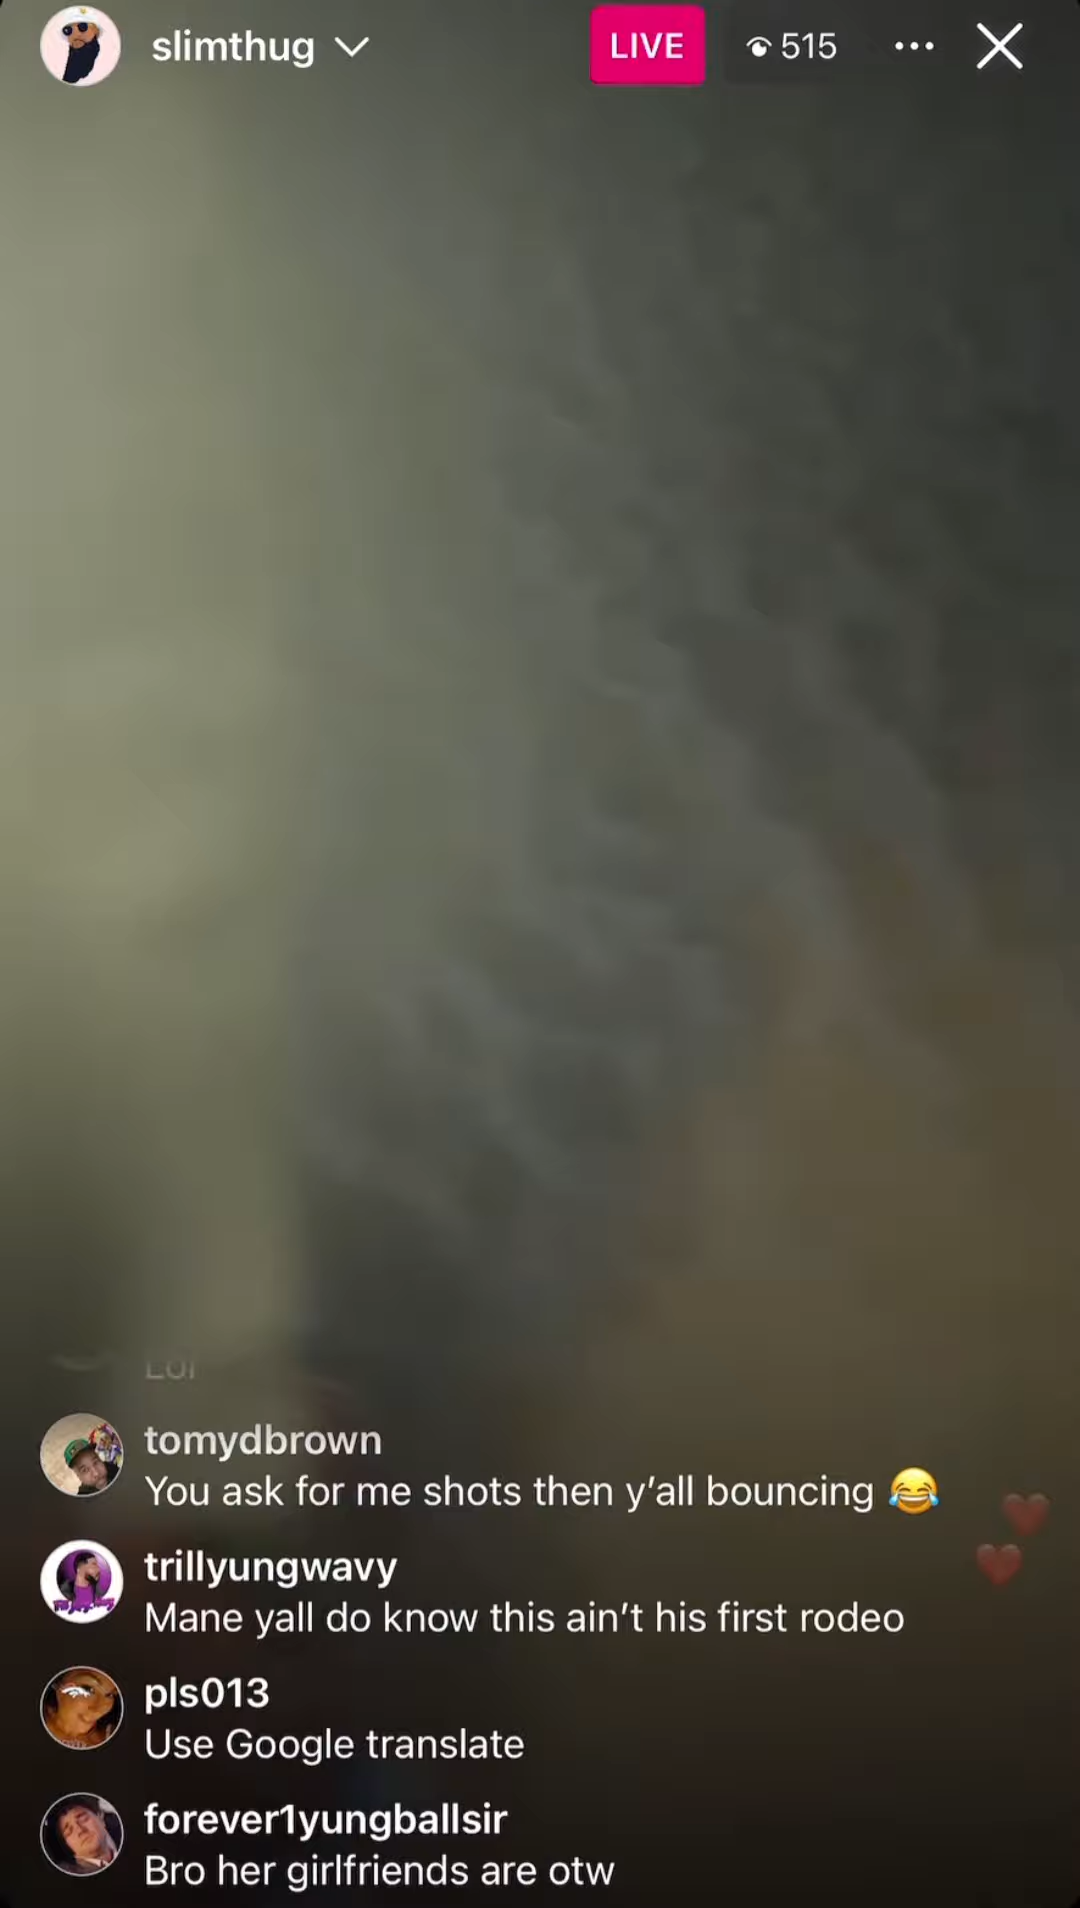 slimthug
LIVE
515
Lol
tomydbrown
You ask for me shots then y’all bouncing 😂
trillyungwavy
Mane yall do know this ain’t his first rodeo
pls013
Use Google translate
forever1yungballsir
Bro her girlfriends are otw